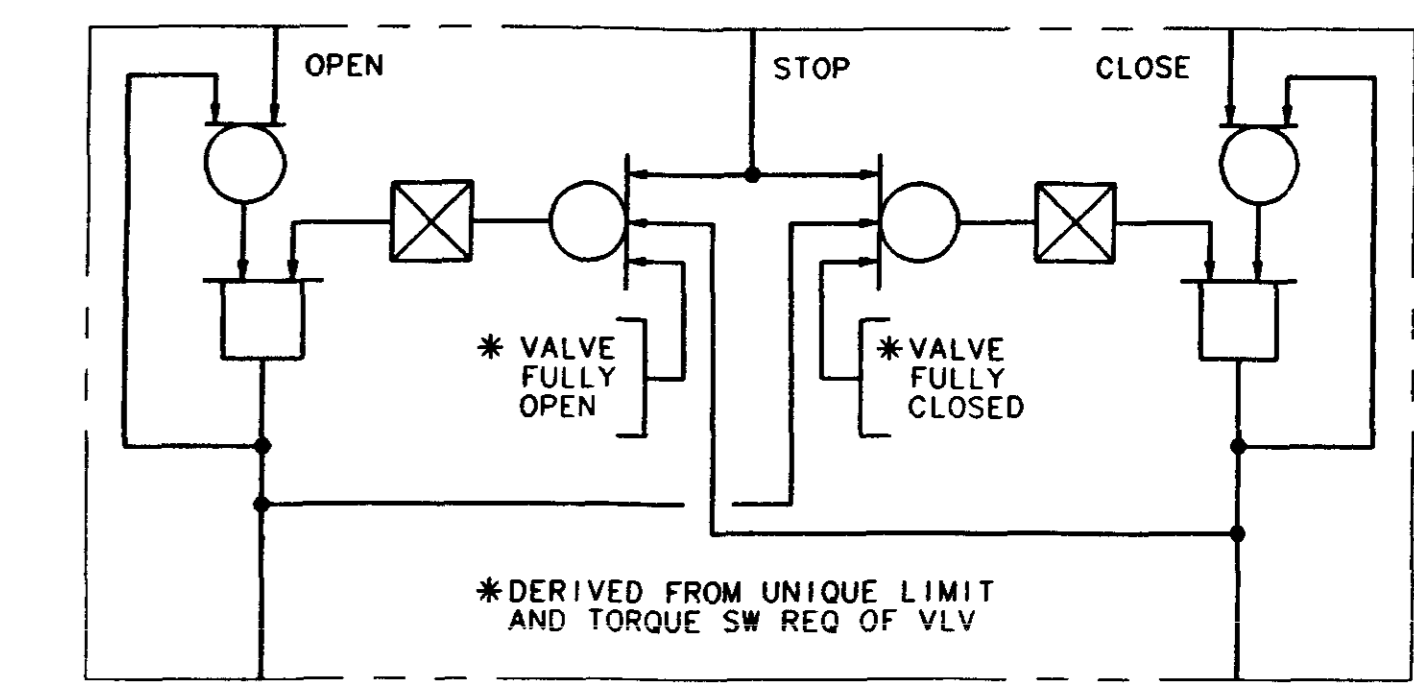 OPEN
STOP
CLOSE
* VALVE
FULLY
OPEN
* VALVE
FULLY
CLOSED
* DERIVED FROM UNIQUE LIMIT
AND TORQUE SW REQ OF VLV